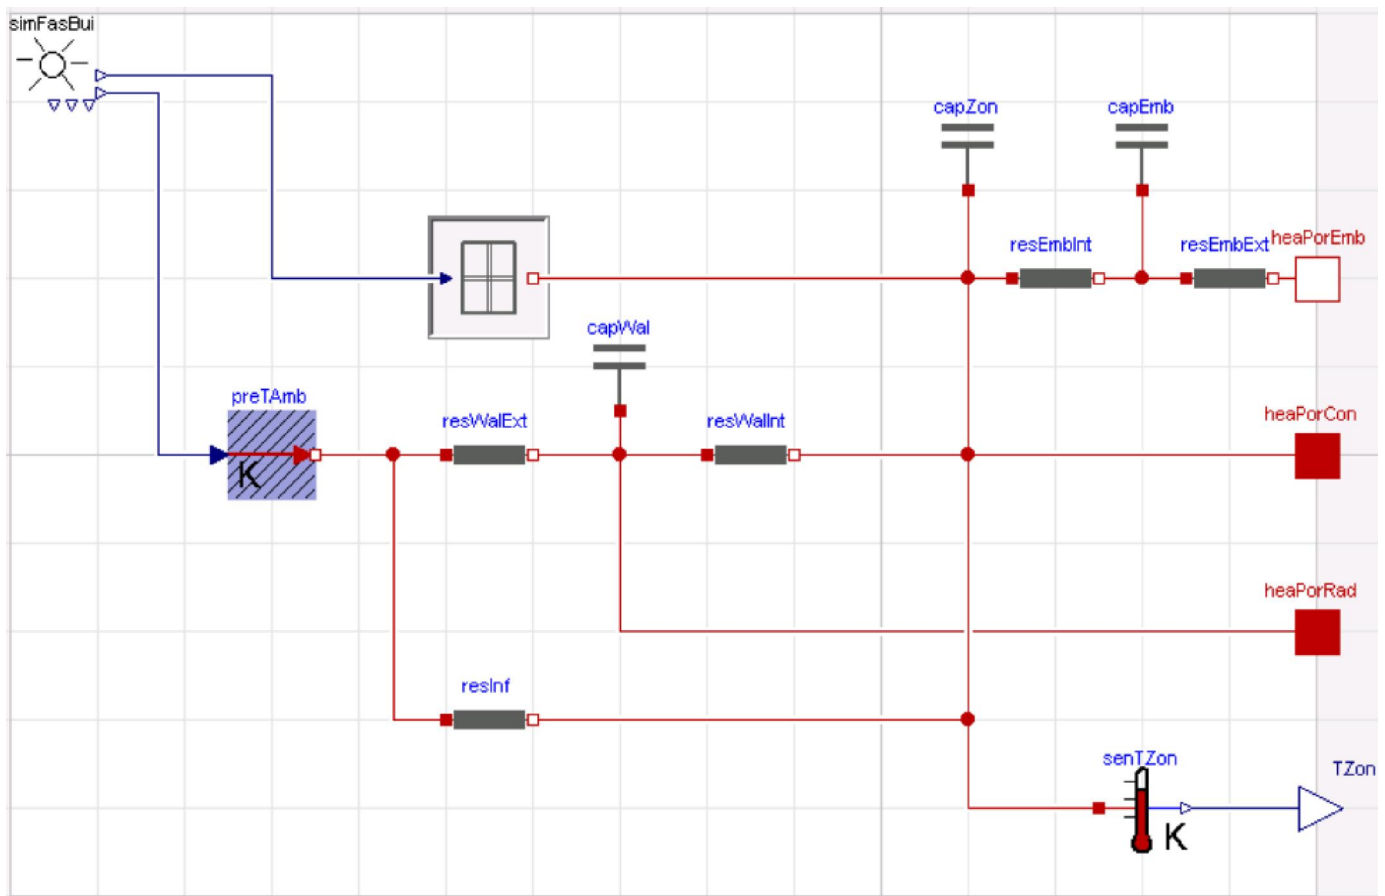 simFasBui
capZon
capEmb
resEmbInt
resEmbExt
heaPorEmb
capWal
preTAmb
resWalExt
resWalInt
heaPorCon
K
heaPorRad
resInf
senTZon
TZon
K